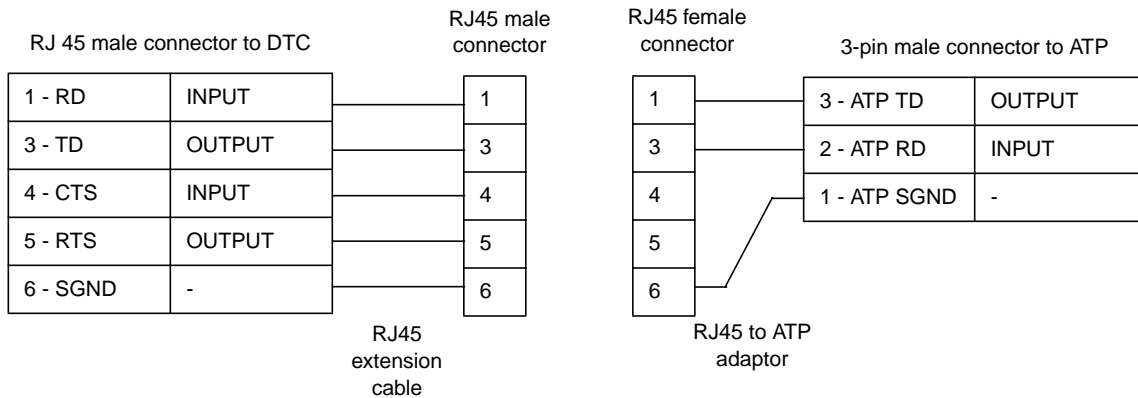 RJ 45 male connector to DTC
1 - RD INPUT
3 - TD OUTPUT
4 - CTS INPUT
5 - RTS OUTPUT
6 - SGND -
RJ45 male
connector
1
3
4
5
6
RJ45
extension
cable
RJ45 female
connector
1
3
4
5
6
RJ45 to ATP
adaptor
3-pin male connector to ATP
3 - ATP TD OUTPUT
2 - ATP RD INPUT
1 - ATP SGND -